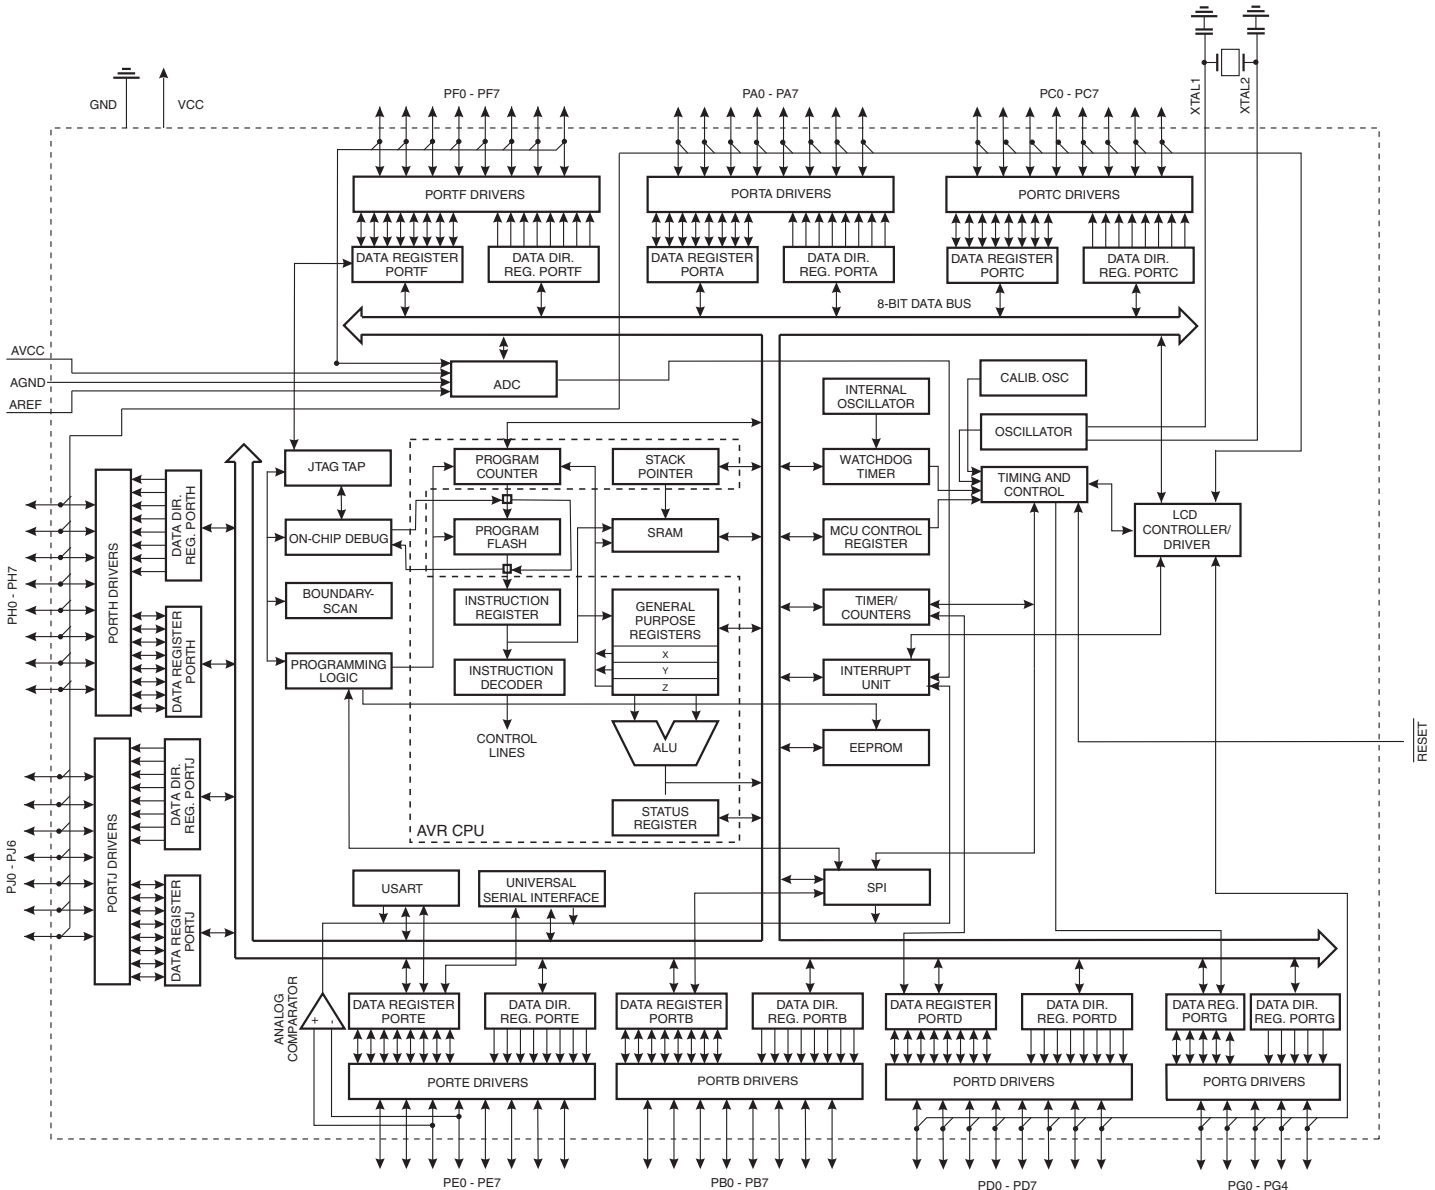 XTAL1
XTAL2
GND
VCC
PF0 - PF7
PA0 - PA7
PC0 - PC7
PORTF DRIVERS
PORTA DRIVERS
PORTC DRIVERS
DATA REGISTER
PORTF
DATA DIR.
REG. PORTF
DATA REGISTER
PORTA
DATA DIR.
REG. PORTA
DATA REGISTER
PORTC
DATA DIR.
REG. PORTC
8-BIT DATA BUS
AVCC
AGND
AREF
ADC
INTERNAL
OSCILLATOR
CALIB. OSC
OSCILLATOR
JTAG TAP
PROGRAM
COUNTER
STACK
POINTER
WATCHDOG
TIMER
TIMING AND
CONTROL
LCD
CONTROLLER/
DRIVER
ON-CHIP DEBUG
PROGRAM
FLASH
SRAM
MCU CONTROL
REGISTER
BOUNDARY-
SCAN
INSTRUCTION
REGISTER
GENERAL
PURPOSE
REGISTERS
X
Y
Z
TIMER/
COUNTERS
PROGRAMMING
LOGIC
INSTRUCTION
DECODER
INTERRUPT
UNIT
CONTROL
LINES
ALU
EEPROM
RESET
STATUS
REGISTER
AVR CPU
PH0 - PH7
PORTH DRIVERS
DATA DIR.
REG. PORTH
DATA REGISTER
PORTH
PJ0 - PJ6
PORTJ DRIVERS
DATA DIR.
REG. PORTJ
DATA REGISTER
PORTJ
USART
UNIVERSAL
SERIAL INTERFACE
SPI
ANALOG
COMPARATOR
+
-
DATA REGISTER
PORTE
DATA DIR.
REG. PORTE
DATA REGISTER
PORTB
DATA DIR.
REG. PORTB
DATA REGISTER
PORTD
DATA DIR.
REG. PORTD
DATA REG.
PORTG
DATA DIR.
REG. PORTG
PORTE DRIVERS
PORTB DRIVERS
PORTD DRIVERS
PORTG DRIVERS
PE0 - PE7
PB0 - PB7
PD0 - PD7
PG0 - PG4